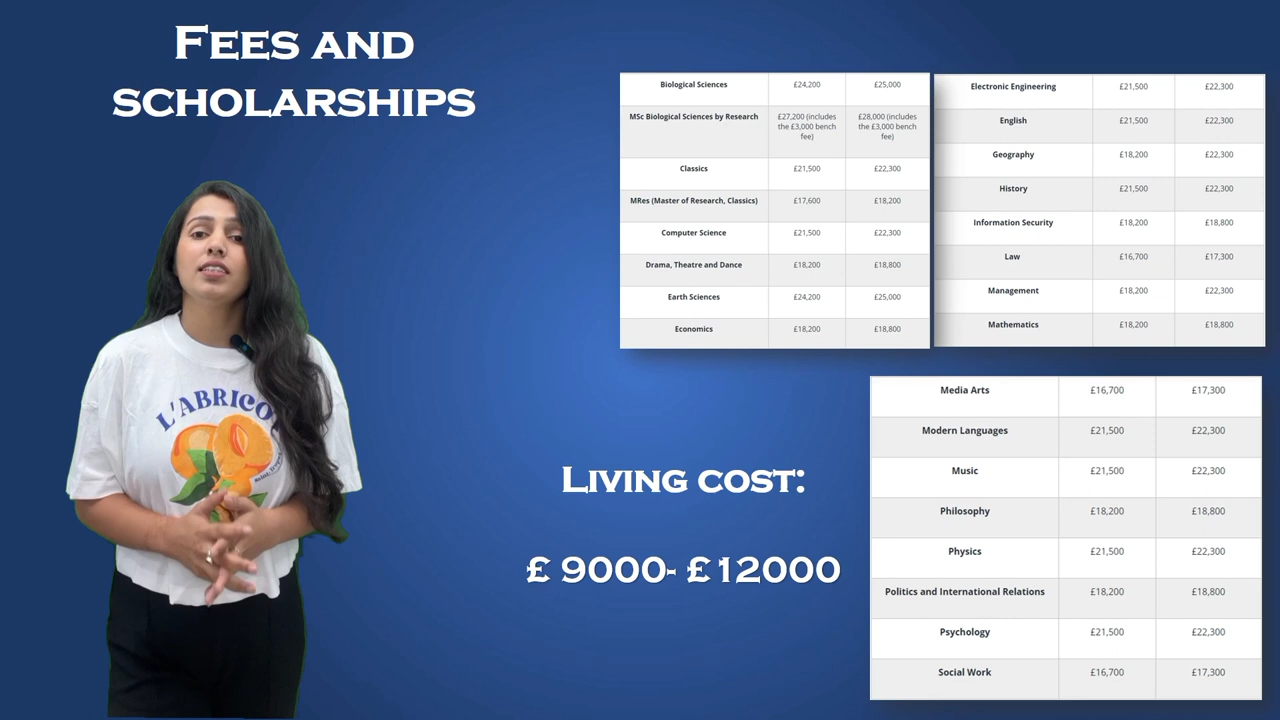 FEES AND
SCHOLARSHIPS
Biological Sciences £24,200 £25,000
MSc Biological Sciences by Research £27,200 (includes the £3,000 bench fee) £28,000 (includes the £3,000 bench fee)
Classics £21,500 £22,300
MRes (Master of Research, Classics) £17,600 £18,200
Computer Science £21,500 £22,300
Drama, Theatre and Dance £18,200 £18,800
Earth Sciences £24,200 £25,000
Economics £18,200 £18,800
Electronic Engineering £21,500 £22,300
English £21,500 £22,300
Geography £18,200 £22,300
History £21,500 £22,300
Information Security £18,200 £18,800
Law £16,700 £17,300
Management £18,200 £22,300
Mathematics £18,200 £18,800
L'ABRICO
LIVING COST:
£ 9000- £12000
Media Arts £16,700 £17,300
Modern Languages £21,500 £22,300
Music £21,500 £22,300
Philosophy £18,200 £18,800
Physics £21,500 £22,300
Politics and International Relations £18,200 £18,800
Psychology £21,500 £22,300
Social Work £16,700 £17,300